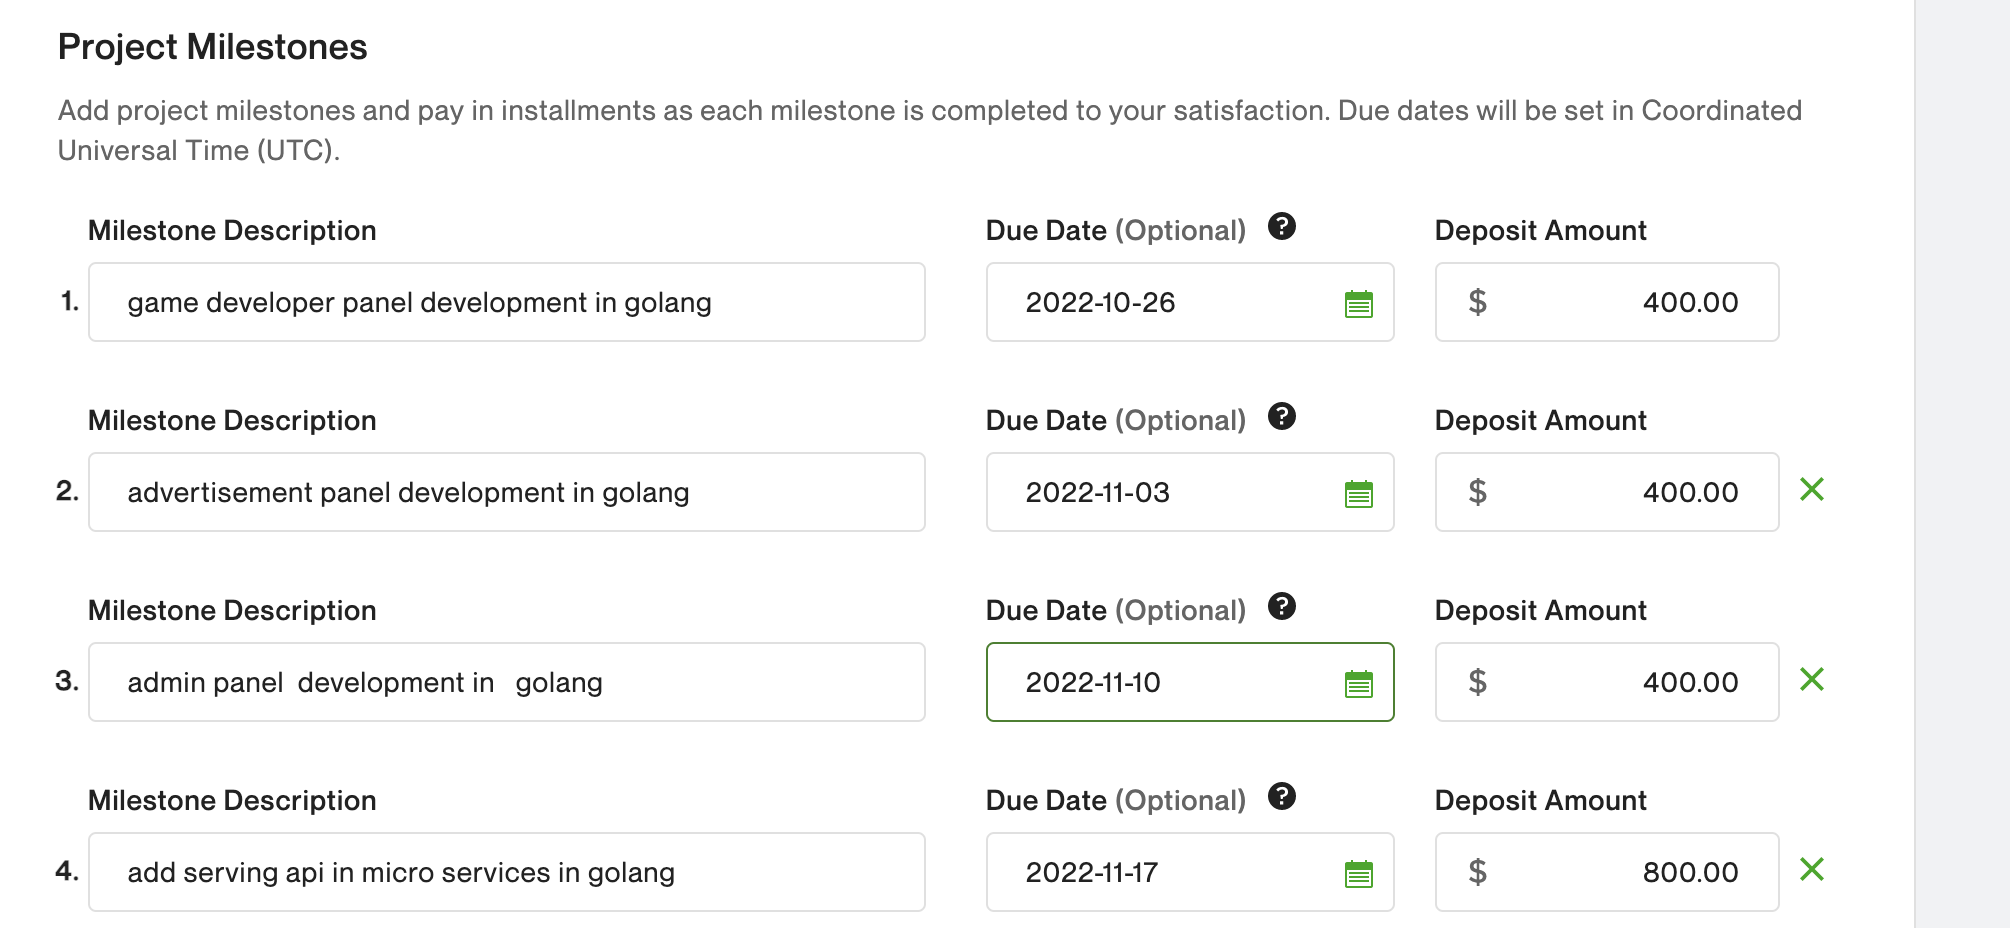 Project Milestones
Add project milestones and pay in installments as each milestone is completed to your satisfaction. Due dates will be set in Coordinated
Universal Time (UTC).
Milestone Description Due Date (Optional) ? Deposit Amount
1. game developer panel development in golang 2022-10-26 $ 400.00
Milestone Description Due Date (Optional) ? Deposit Amount
2. advertisement panel development in golang 2022-11-03 $ 400.00
Milestone Description Due Date (Optional) ? Deposit Amount
3. admin panel  development in   golang 2022-11-10 $ 400.00
Milestone Description Due Date (Optional) ? Deposit Amount
4. add serving api in micro services in golang 2022-11-17 $ 800.00